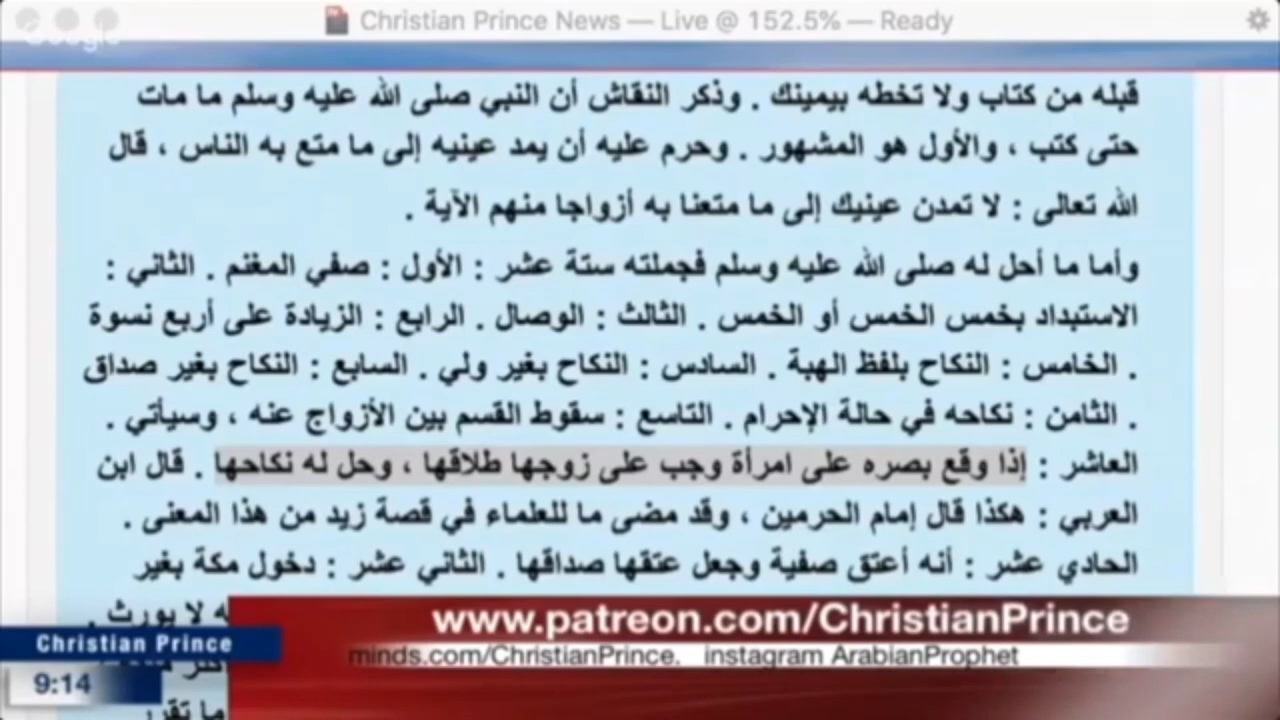 Christian Prince News — Live @ 152.5% — Ready
Google
قبله من كتاب ولا تخطه بيمينك . وذكر النقاش أن النبي صلى الله عليه وسلم ما مات
حتى كتب ، والأول هو المشهور . وحرم عليه أن يمد عينيه إلى ما متع به الناس ، قال
الله تعالى : لا تمدن عينيك إلى ما متعنا به أزواجا منهم الآية .
وأما ما أحل له صلى الله عليه وسلم فجملته ستة عشر : الأول : صفي المغنم . الثاني :
الاستبداد بخمس الخمس أو الخمس . الثالث : الوصال . الرابع : الزيادة على أربع نسوة
. الخامس : النكاح بلفظ الهبة . السادس : النكاح بغير ولي . السابع : النكاح بغير صداق
. الثامن : نكاحه في حالة الإحرام . التاسع : سقوط القسم بين الأزواج عنه ، وسيأتي .
العاشر : إذا وقع بصره على امرأة وجب على زوجها طلاقها ، وحل له نكاحها . قال ابن
العربي : هكذا قال إمام الحرمين ، وقد مضى ما للعلماء في قصة زيد من هذا المعنى .
الحادي عشر : أنه أعتق صفية وجعل عتقها صداقها . الثاني عشر : دخول مكة بغير
لا يورث .
ما تقرر
www.patreon.com/ChristianPrince
Christian Prince
minds.com/ChristianPrince. instagram ArabianProphet
9:14